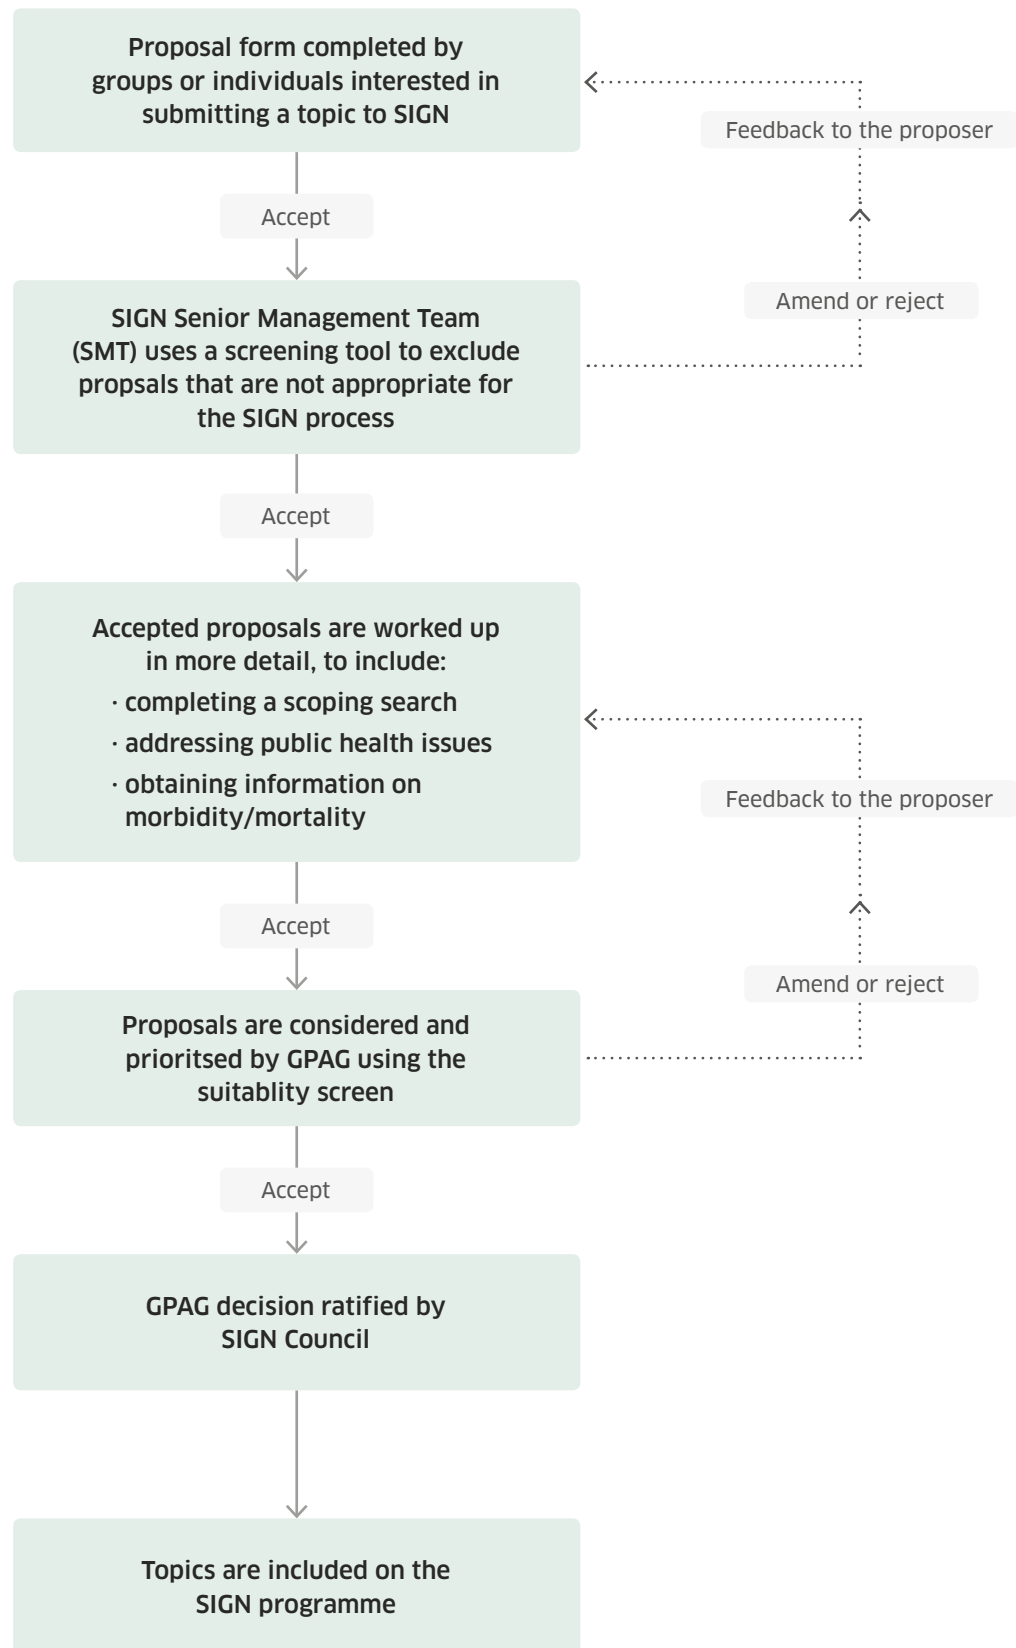 Proposal form completed by
groups or individuals interested in
submitting a topic to SIGN
Feedback to the proposer
Accept
Amend or reject
SIGN Senior Management Team
(SMT) uses a screening tool to exclude
propsals that are not appropriate for
the SIGN process
Accept
Accepted proposals are worked up
in more detail, to include:
· completing a scoping search
· addressing public health issues
· obtaining information on
morbidity/mortality
Feedback to the proposer
Accept
Amend or reject
Proposals are considered and
prioritsed by GPAG using the
suitablity screen
Accept
GPAG decision ratified by
SIGN Council
Topics are included on the
SIGN programme